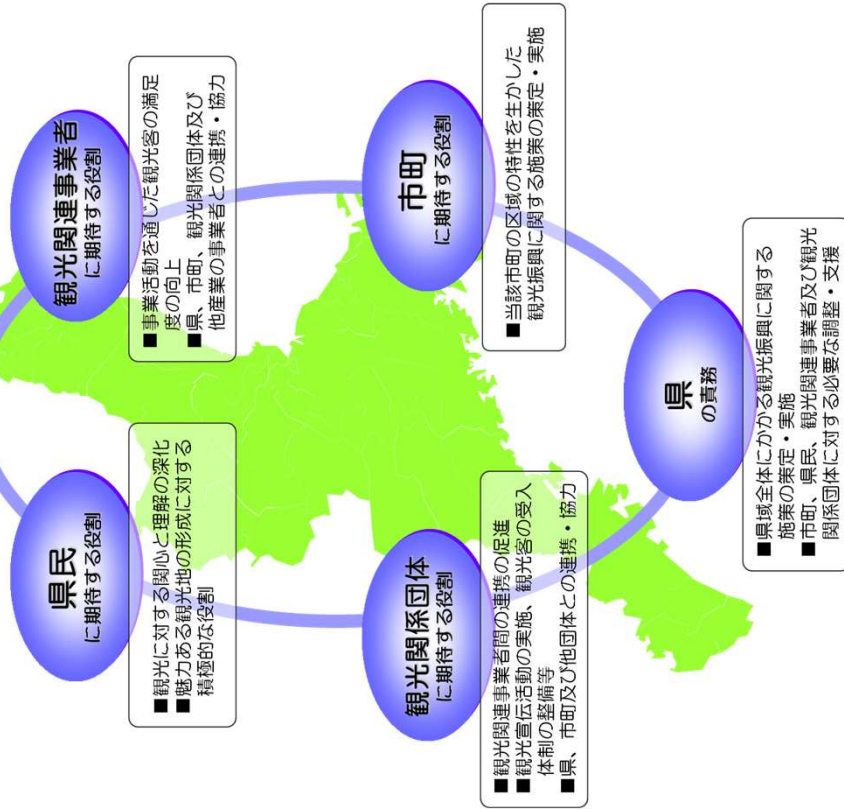 県民
に期待する役割
■観光に対する関心と理解の深化
■魅力ある観光地の形成に対する
積極的な役割
観光関連事業者
に期待する役割
■事業活動を通じた観光客の満足
度の向上
■県、市町、観光関係団体及び
他産業の事業者との連携・協力
観光関係団体
に期待する役割
■観光関連事業者間の連携の促進
■観光宣伝活動の実施、観光客の受入
体制の整備等
■県、市町及び他団体との連携・協力
市町
に期待する役割
■当該市町の区域の特性を生かした
観光振興に関する施策の策定・実施
県
の責務
■県域全体にかかる観光振興に関する
施策の策定・実施
■市町、県民、観光関連事業者及び観光
関係団体に対する必要な調整・支援